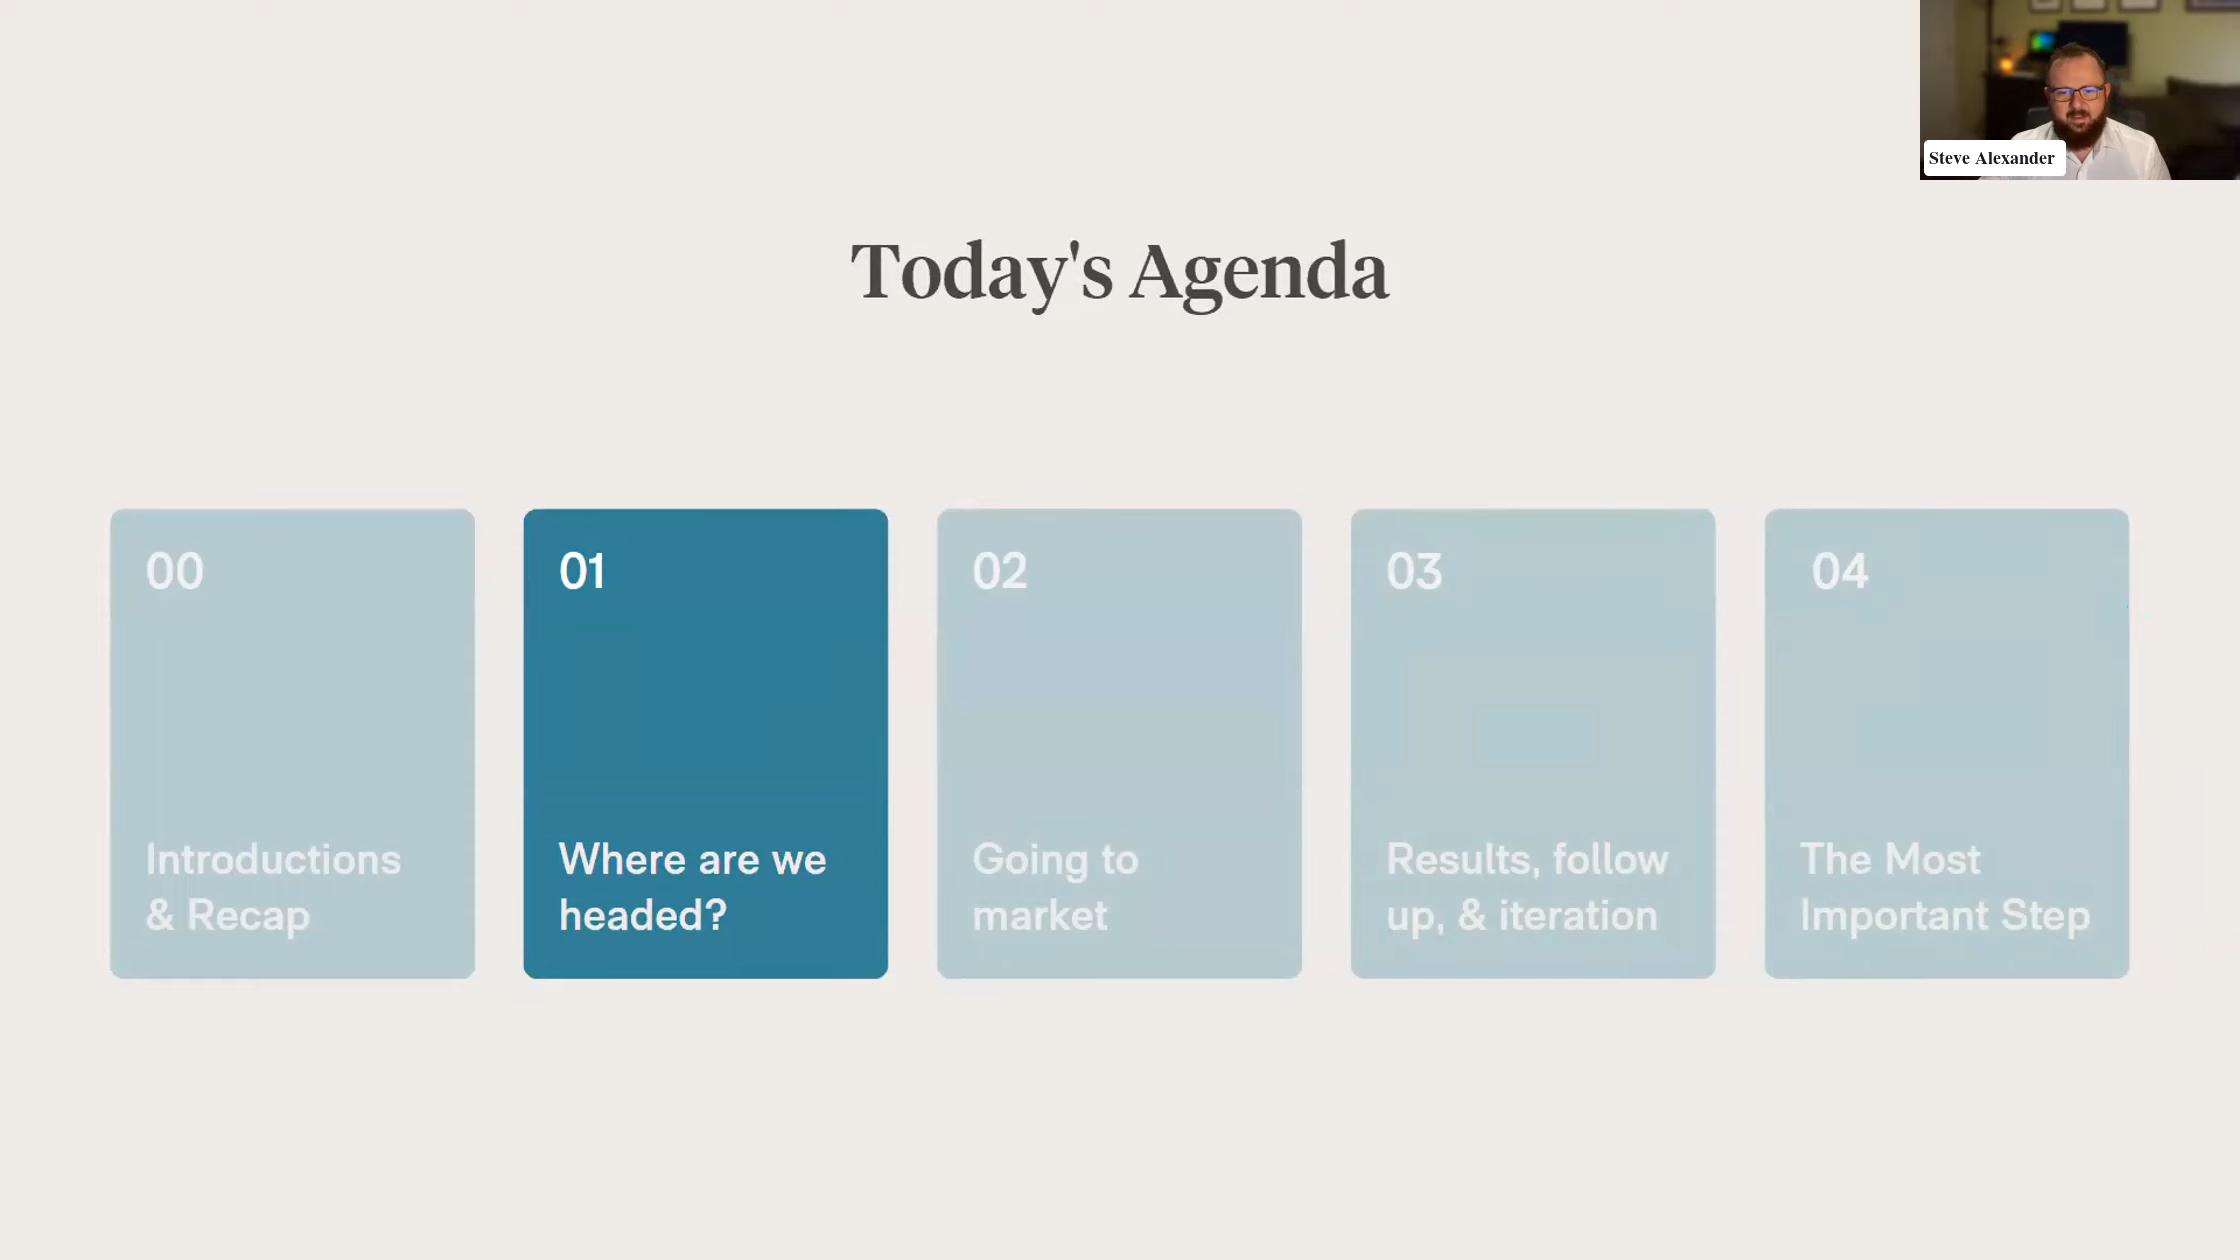 Steve Alexander
Today's Agenda
00
Introductions
& Recap
01
Where are we
headed?
02
Going to
market
03
Results, follow
up, & iteration
04
The Most
Important Step